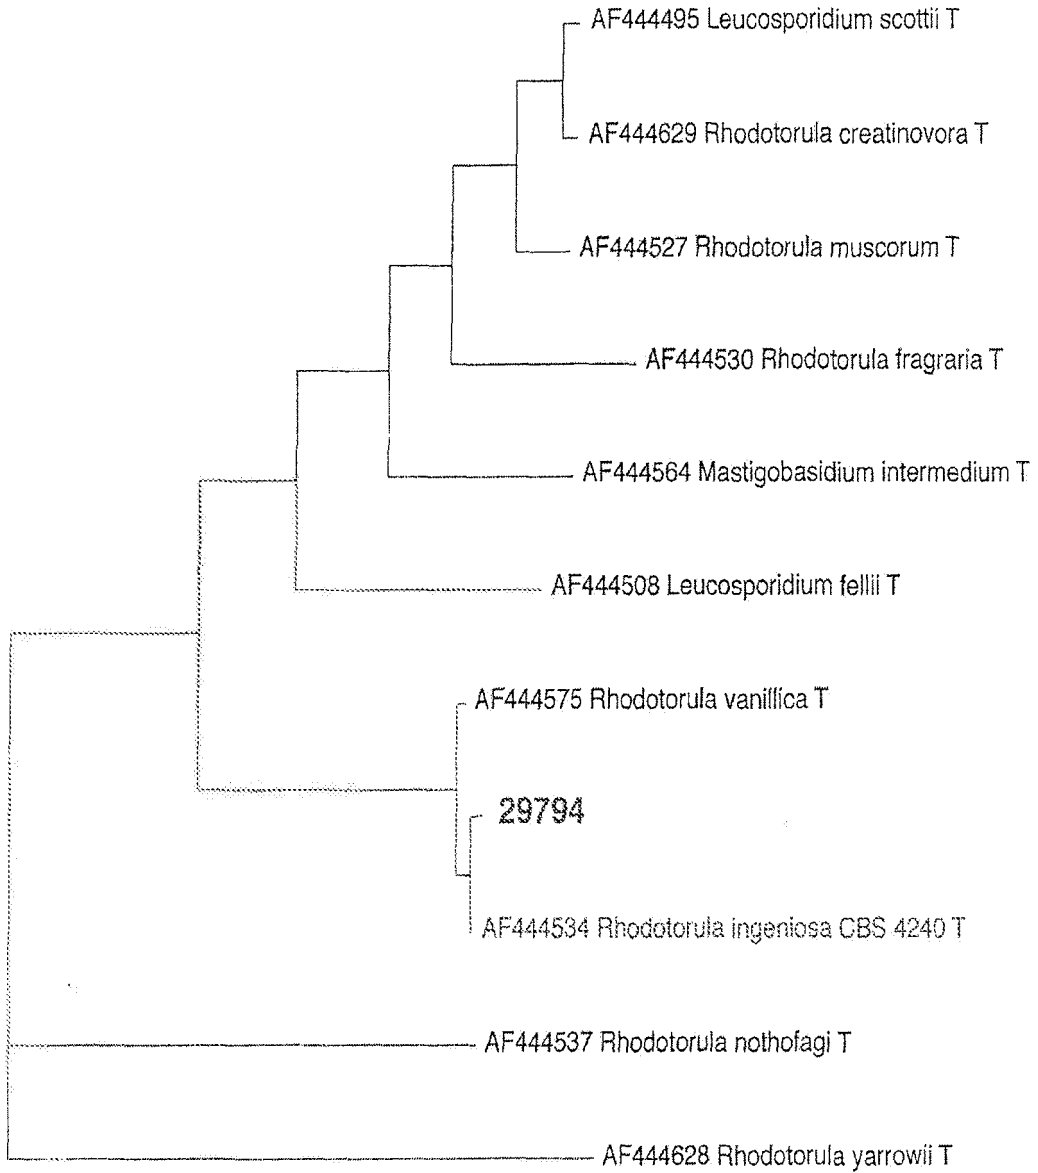 AF444495 Leucosporidium scottii T
AF444629 Rhodotorula creatinovora T
AF444527 Rhodotorula muscorum T
AF444530 Rhodotorula fragraria T
AF444564 Mastigobasidium intermedium T
AF444508 Leucosporidium fellii T
AF444575 Rhodotorula vanillica T
29794
AF444534 Rhodotorula ingeniosa CBS 4240 T
AF444537 Rhodotorula nothofagi T
AF444628 Rhodotorula yarrowii T